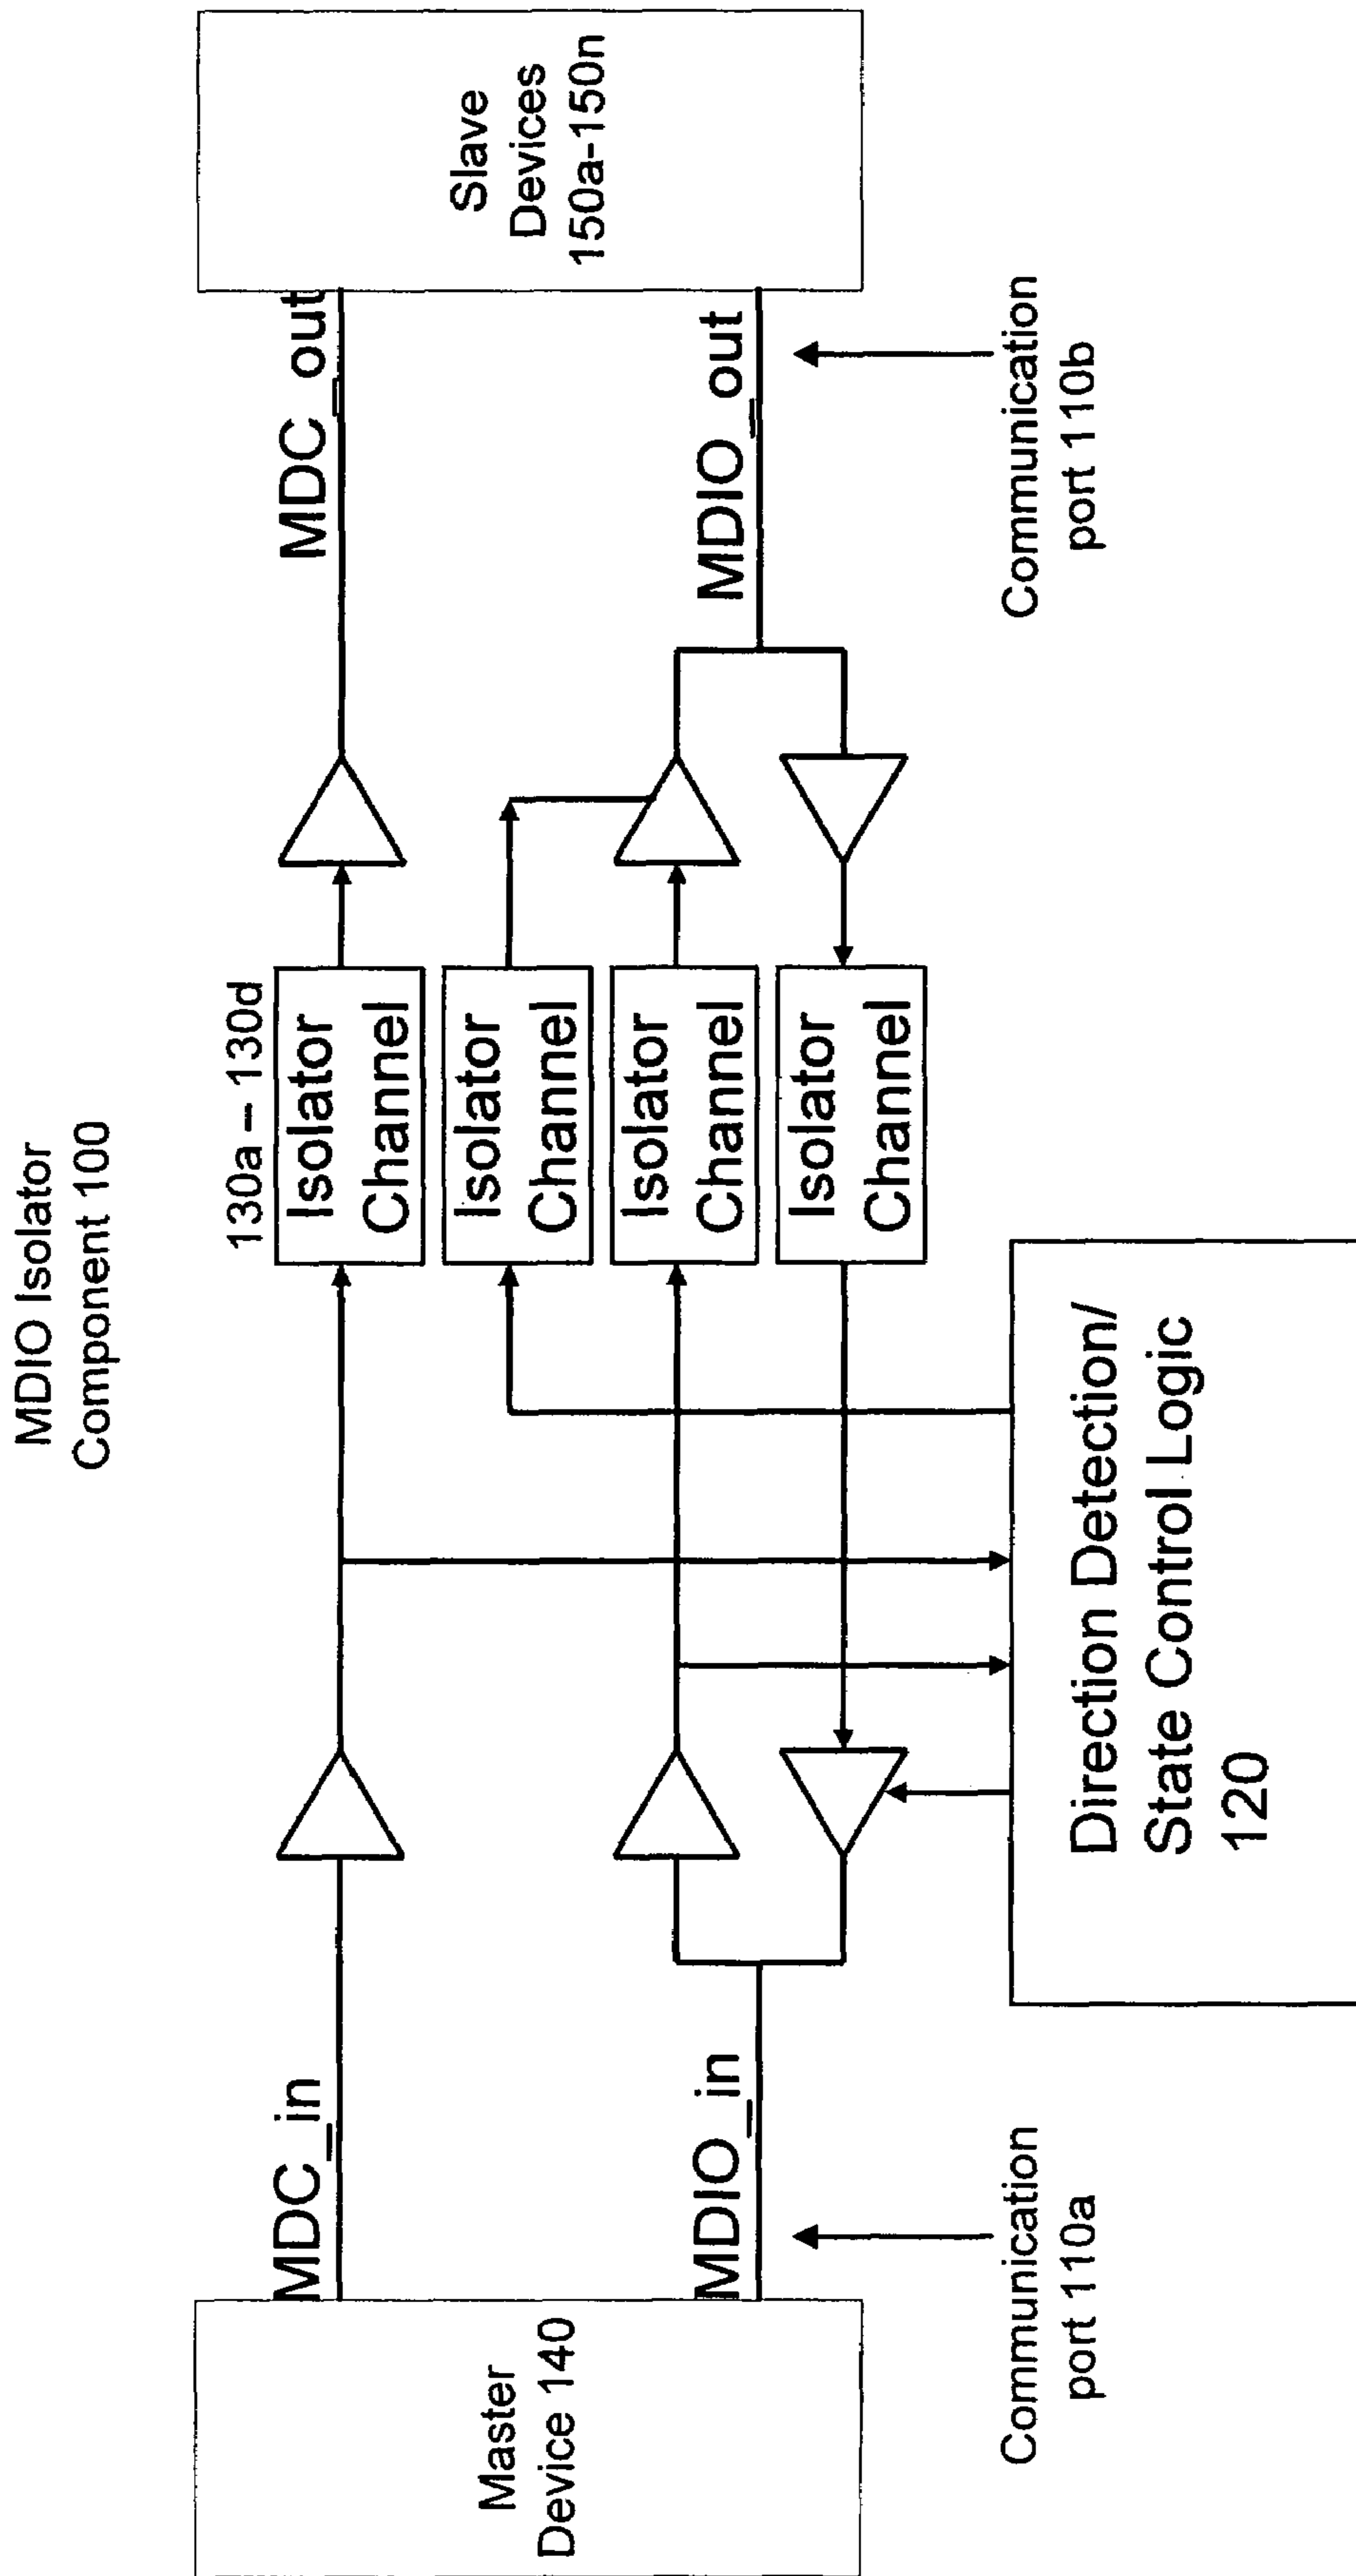 MDIO Isolator
Component 100
Master
Device 140
MDC_in
MDIO_in
Communication
port 110a
130a – 130d
Isolator
Channel
Isolator
Channel
Isolator
Channel
Isolator
Channel
Direction Detection/
State Control Logic
120
MDC_out
MDIO_out
Communication
port 110b
Slave
Devices
150a-150n